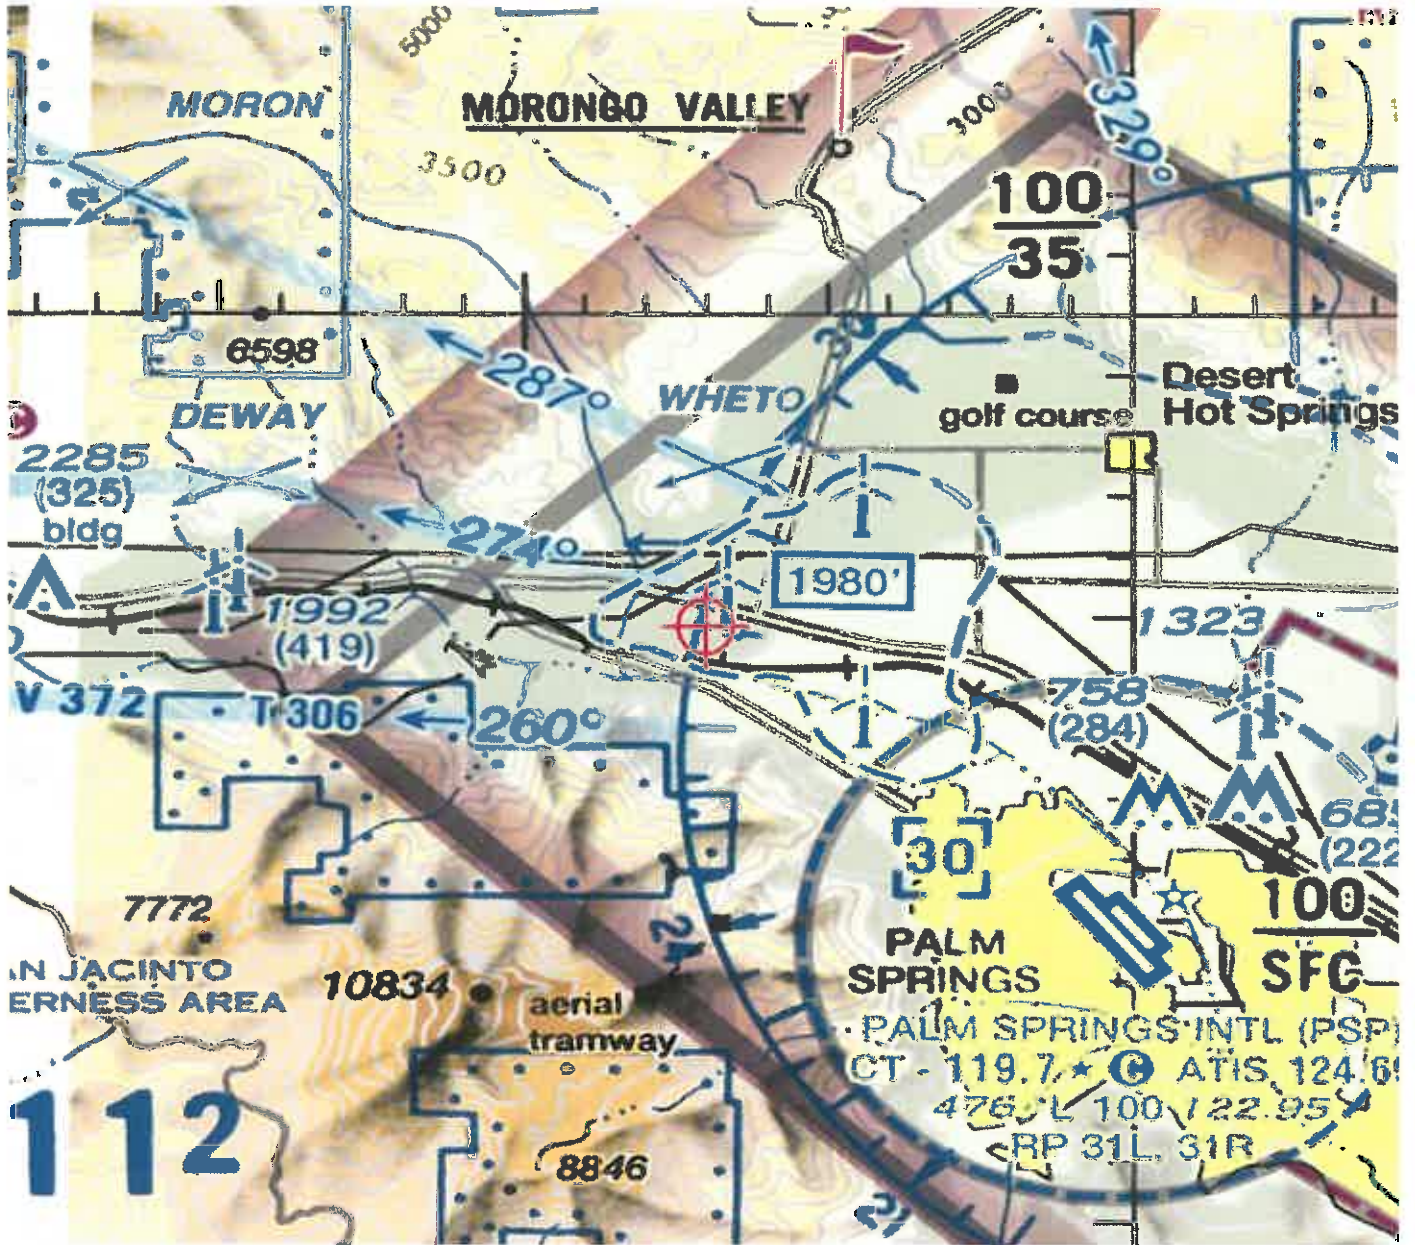 5000
MORON
MORONGO VALLEY
3000
329°
3500
100
35
6598
287°
WHETO
Desert
Hot Springs
golf course
DEWAY
2285
(325)
bldg
274°
1980'
1992
(419)
1323
V 372
T 306
260°
758
(284)
30
685
(222
7772
100
SFC
PALM
SPRINGS
AN JACINTO
ERNESS AREA
10834
aerial
tramway
24
PALM SPRINGS INTL (PSP)
CT - 119.7 ★ C ATIS 124.65
476 *L 100 122.95
RP 31L, 31R
112
8846